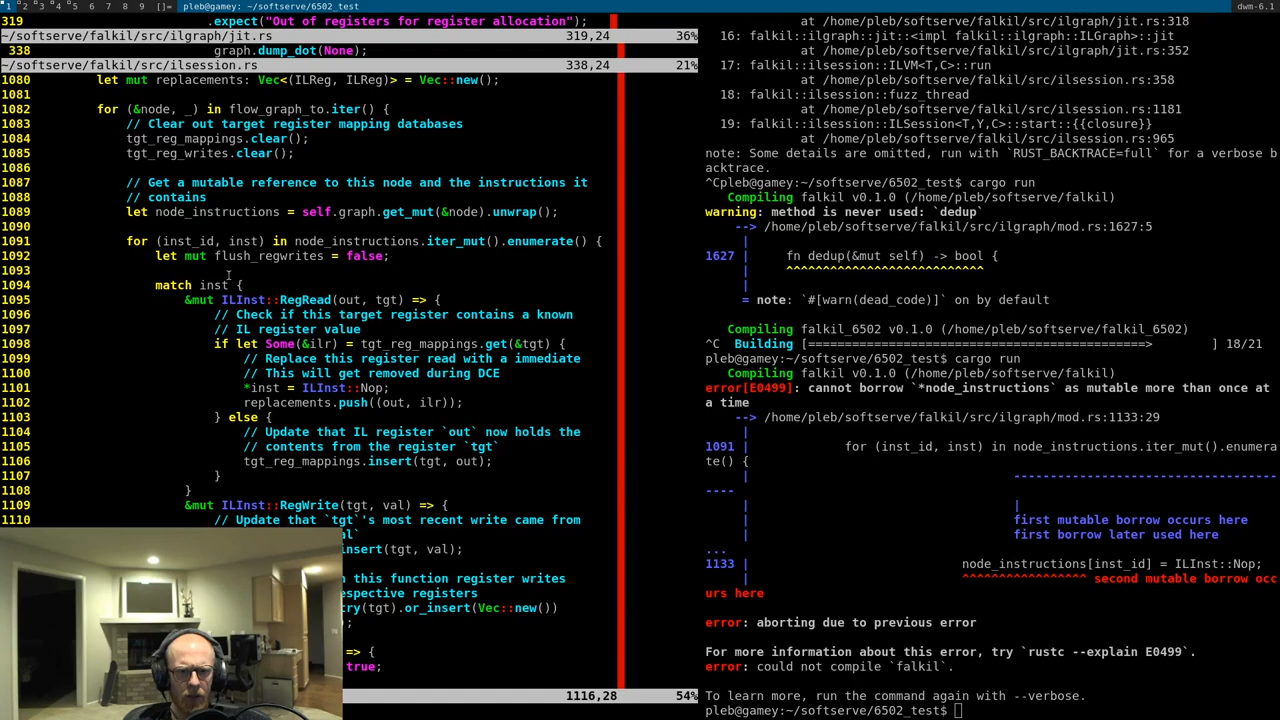 1 2 3 4 5 6 7 8 9 []= pleb@gamey: ~/softserve/6502_test dwm-6.1
319 .expect("Out of registers for register allocation");
~/softserve/falkil/src/ilgraph/jit.rs 319,24 36%
338 graph.dump_dot(None);
~/softserve/falkil/src/ilsession.rs 338,24 21%
1080 let mut replacements: Vec<(ILReg, ILReg)> = Vec::new();
1081
1082 for (&node, _) in flow_graph_to.iter() {
1083 // Clear out target register mapping databases
1084 tgt_reg_mappings.clear();
1085 tgt_reg_writes.clear();
1086
1087 // Get a mutable reference to this node and the instructions it
1088 // contains
1089 let node_instructions = self.graph.get_mut(&node).unwrap();
1090
1091 for (inst_id, inst) in node_instructions.iter_mut().enumerate() {
1092 let mut flush_regwrites = false;
1093
1094 match inst {
1095 &mut ILInst::RegRead(out, tgt) => {
1096 // Check if this target register contains a known
1097 // IL register value
1098 if let Some(&ilr) = tgt_reg_mappings.get(&tgt) {
1099 // Replace this register read with a immediate
1100 // This will get removed during DCE
1101 *inst = ILInst::Nop;
1102 replacements.push((out, ilr));
1103 } else {
1104 // Update that IL register `out` now holds the
1105 // contents from the register `tgt`
1106 tgt_reg_mappings.insert(tgt, out);
1107 }
1108 }
1109 &mut ILInst::RegWrite(tgt, val) => {
1110 // Update that `tgt`'s most recent write came from
al`
insert(tgt, val);
this function register writes
espective registers
try(tgt).or_insert(Vec::new())
);
=> {
true;
1116,28 54%
at /home/pleb/softserve/falkil/src/ilgraph/jit.rs:318
16: falkil::ilgraph::jit::<impl falkil::ilgraph::ILGraph>::jit
at /home/pleb/softserve/falkil/src/ilgraph/jit.rs:352
17: falkil::ilsession::ILVM<T,C>::run
at /home/pleb/softserve/falkil/src/ilsession.rs:358
18: falkil::ilsession::fuzz_thread
at /home/pleb/softserve/falkil/src/ilsession.rs:1181
19: falkil::ilsession::ILSession<T,Y,C>::start::{{closure}}
at /home/pleb/softserve/falkil/src/ilsession.rs:965
note: Some details are omitted, run with `RUST_BACKTRACE=full` for a verbose b
acktrace.
^Cpleb@gamey:~/softserve/6502_test$ cargo run
Compiling falkil v0.1.0 (/home/pleb/softserve/falkil)
warning: method is never used: `dedup`
--> /home/pleb/softserve/falkil/src/ilgraph/mod.rs:1627:5
|
1627 | fn dedup(&mut self) -> bool {
| ^^^^^^^^^^^^^^^^^^^^^^^^^^^
|
= note: `#[warn(dead_code)]` on by default
Compiling falkil_6502 v0.1.0 (/home/pleb/softserve/falkil_6502)
^C Building [=============================================> ] 18/21
pleb@gamey:~/softserve/6502_test$ cargo run
Compiling falkil v0.1.0 (/home/pleb/softserve/falkil)
error[E0499]: cannot borrow `*node_instructions` as mutable more than once at
a time
--> /home/pleb/softserve/falkil/src/ilgraph/mod.rs:1133:29
|
1091 | for (inst_id, inst) in node_instructions.iter_mut().enumera
te() {
| -----------------------------------
----
| |
| first mutable borrow occurs here
| first borrow later used here
...
1133 | node_instructions[inst_id] = ILInst::Nop;
| ^^^^^^^^^^^^^^^^^ second mutable borrow occ
urs here
error: aborting due to previous error
For more information about this error, try `rustc --explain E0499`.
error: could not compile `falkil`.
To learn more, run the command again with --verbose.
pleb@gamey:~/softserve/6502_test$